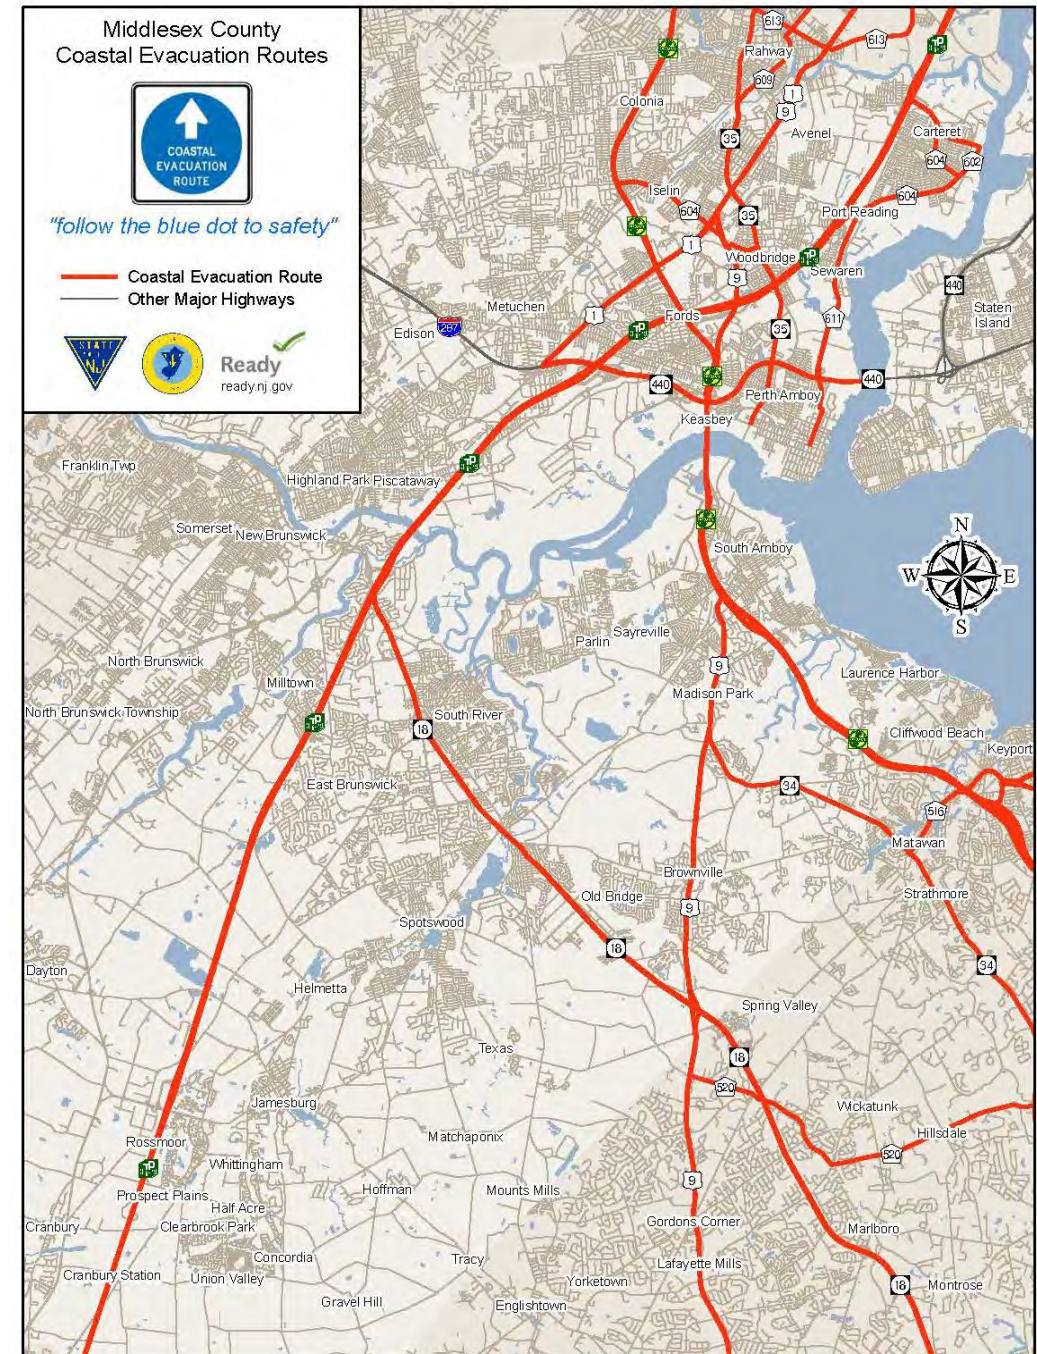 Middlesex County
Coastal Evacuation Routes
COASTAL
EVACUATION
ROUTE
"follow the blue dot to safety"
Coastal Evacuation Route
Other Major Highways
STATE
NJ
Ready
ready.nj.gov
613
Rahway
613
609
Colonia
1
9
Avenel
Carteret
35
604
602
Iselin
604
604
35
Port Reading
1
Woodbridge
Sewaren
9
440
Metuchen
Staten
Island
1
Fords
611
Edison
287
35
440
440
Perth Amboy
Keasbey
Franklin Twp
Highland Park
Piscataway
Somerset
New Brunswick
South Amboy
N
W
E
S
Parlin
Sayreville
North Brunswick
9
Laurence Harbor
Milltown
Madison Park
North Brunswick Township
South River
18
Cliffwood Beach
Keyport
East Brunswick
34
516
Matawan
Brownville
Old Bridge
Strathmore
9
Spotswood
18
34
Dayton
Helmetta
Spring Valley
Texas
18
520
Jamesburg
Wickatunk
Matchaponix
Hillsdale
Rossmoor
520
Whittingham
9
Prospect Plains
Hoffman
Mounts Mills
Half Acre
Cranbury
Clearbrook Park
Gordons Corner
Marlboro
Concordia
Tracy
Lafayette Mills
Cranbury Station
Union Valley
Yorketown
18
Montrose
Gravel Hill
Englishtown